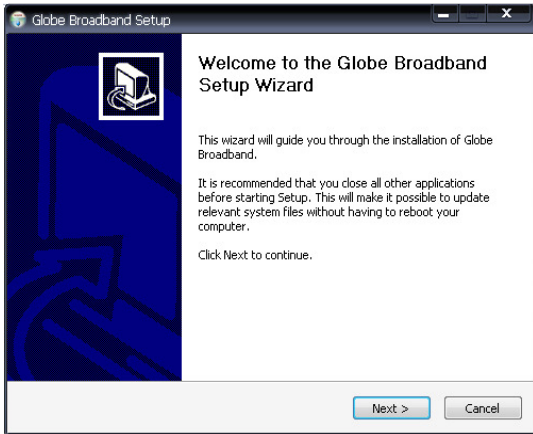 Globe Broadband Setup
Welcome to the Globe Broadband
Setup Wizard
This wizard will guide you through the installation of Globe
Broadband.
It is recommended that you close all other applications
before starting Setup. This will make it possible to update
relevant system files without having to reboot your
computer.
Click Next to continue.
Next >
Cancel